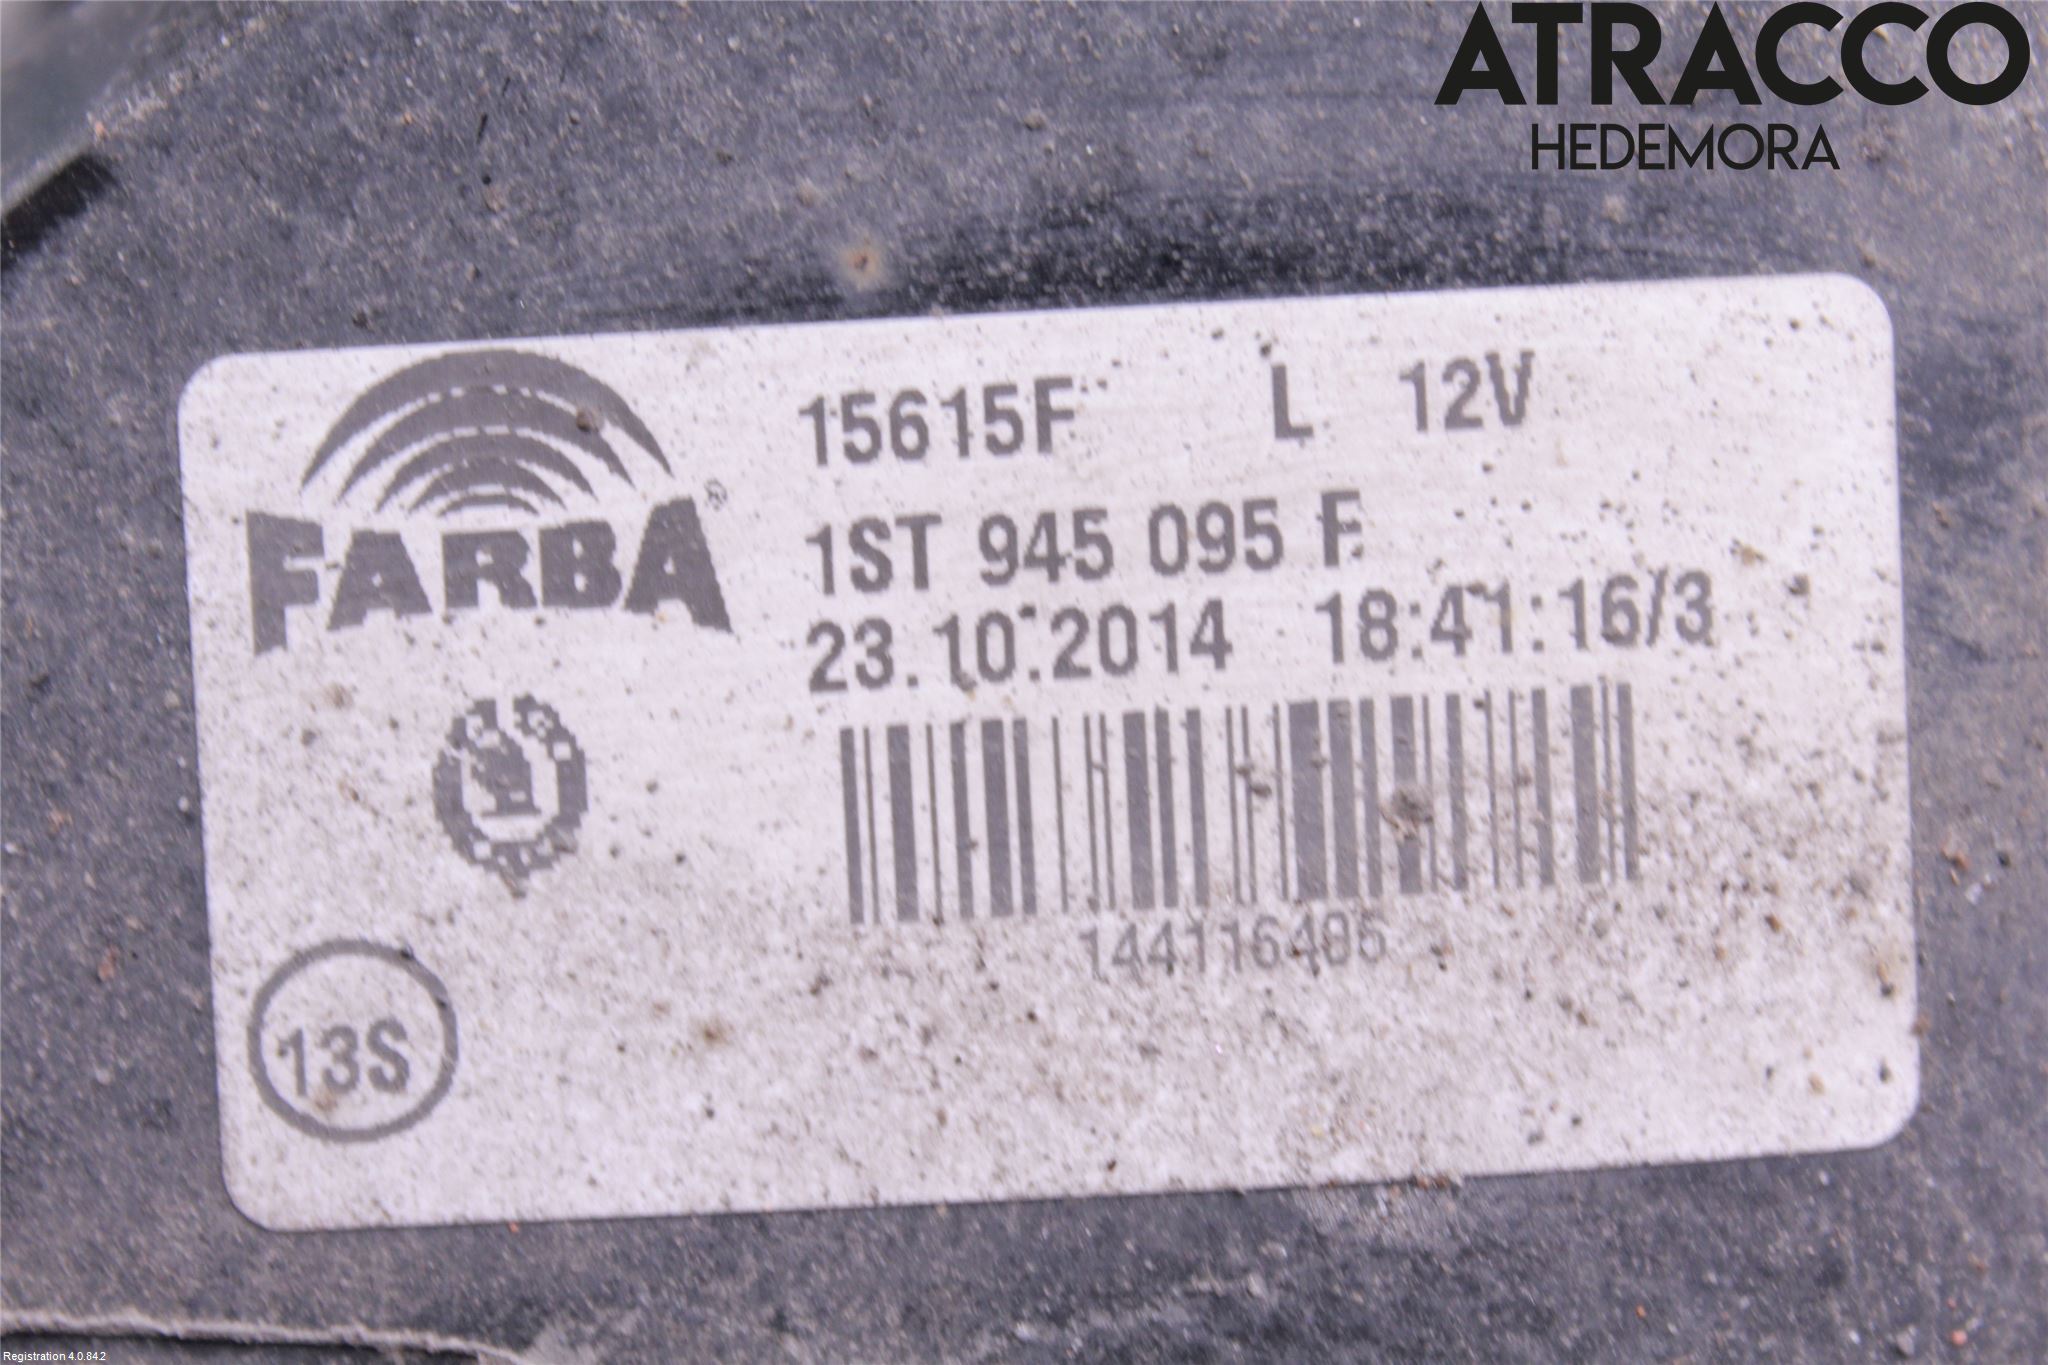 ATRACCO
HEDEMORA
15615F L 12V
FARBA®
1ST 945 095 F
23.10.2014 18:41:16/3
144116485
13S
Registration 4.0.84.2